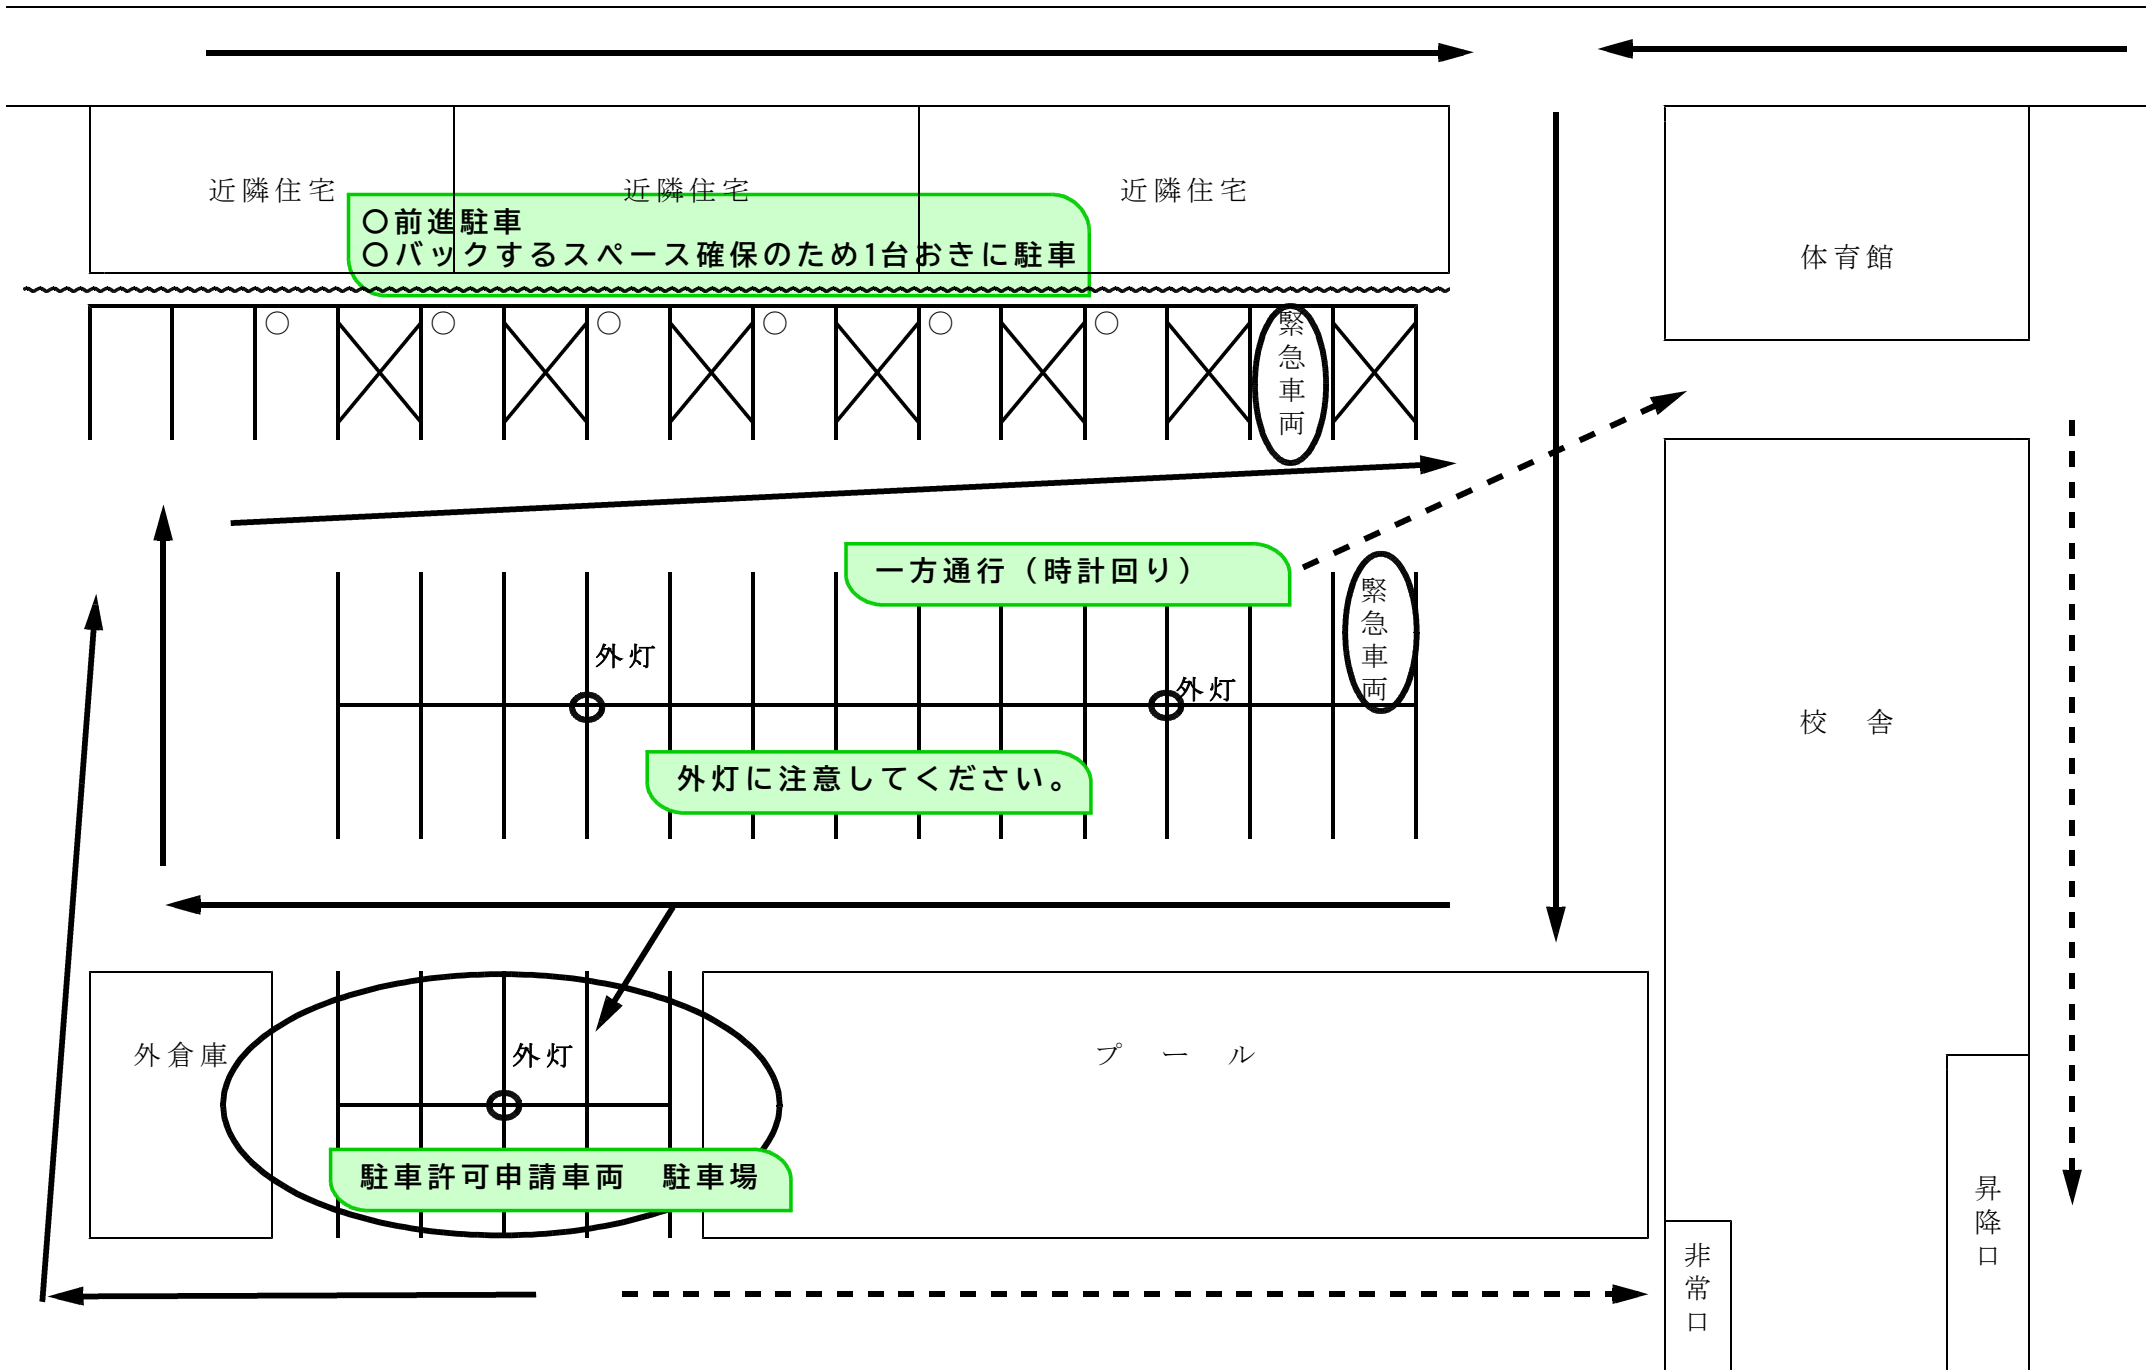 近隣住宅
近隣住宅
近隣住宅
〇前進駐車
〇バックするスペース確保のため1台おきに駐車
体育館
〇
〇
〇
〇
〇
〇
緊急車両
一方通行（時計回り）
緊急車両
外灯
外灯
校　舎
外灯に注意してください。
外倉庫
外灯
プ　ー　ル
駐車許可申請車両　駐車場
昇降口
非常口